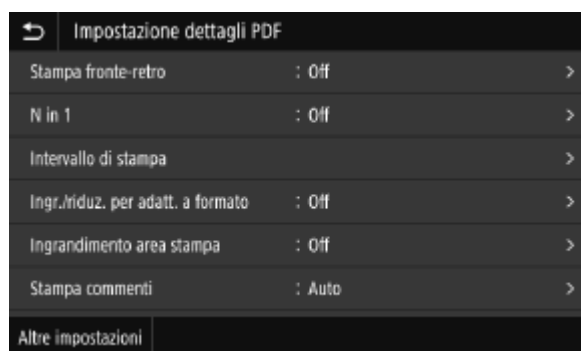 Impostazione dettagli PDF
Stampa fronte-retro : Off
N in 1 : Off
Intervallo di stampa
Ingr./riduz. per adatt. a formato : Off
Ingrandimento area stampa : Off
Stampa commenti : Auto
Altre impostazioni